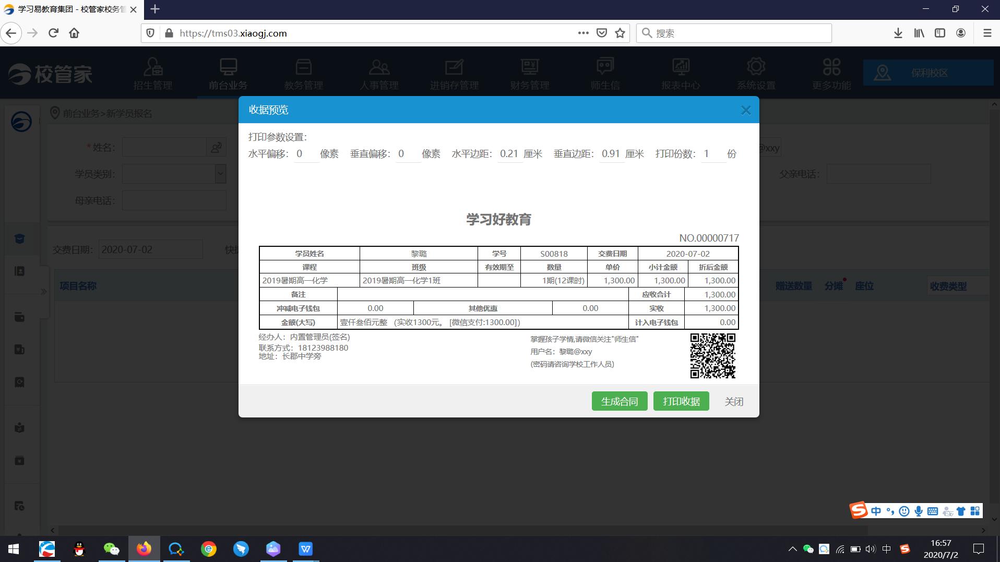 学习易教育集团 - 校管家校务管
https://tms03.xiaogj.com
搜索
校管家
招生管理 前台业务 教务管理 人事管理 进销存管理 财务管理 师生信 报表中心 系统设置 更多功能 保利校区
前台业务>新学员报名
*姓名：
学员类别：
母亲电话：
@xxy
父亲电话：
交费日期： 2020-07-02 快捷
项目名称 赠送数量 分摊 座位 收费类型
收据预览
打印参数设置：
水平偏移： 0 像素 垂直偏移： 0 像素 水平边距： 0.21 厘米 垂直边距： 0.91 厘米 打印份数： 1 份
学习好教育
NO.00000717
学员姓名 黎璐 学号 S00818 交费日期 2020-07-02
课程 班级 有效期至 数量 单价 小计金额 折后金额
2019暑期高一化学 2019暑期高一化学1班 1期(12课时) 1,300.00 1,300.00 1,300.00
备注 应收合计 1,300.00
冲减电子钱包 0.00 其他优惠 0.00 实收 1,300.00
金额(大写) 壹仟叁佰元整 （实收1300元。 [微信支付:1300.00]） 计入电子钱包 0.00
经办人：内置管理员(签名)
联系方式：18123988180
地址：长郡中学旁
掌握孩子学情,请微信关注"师生信"
用户名：黎璐@xxy
(密码请咨询学校工作人员)
生成合同 打印收据 关闭
中
中
16:57
2020/7/2